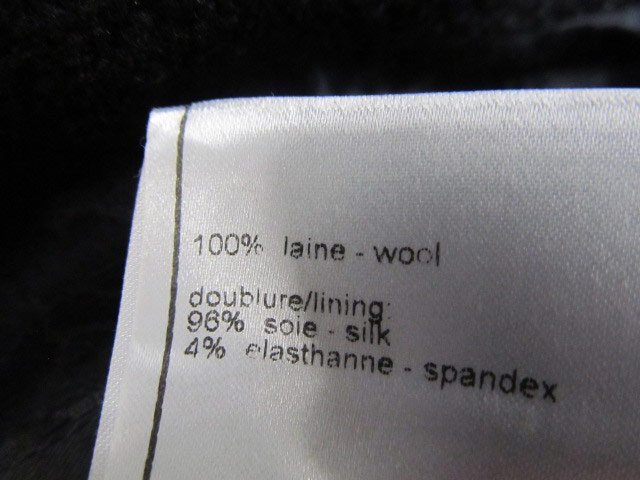 100% laine - wool
doublure/lining:
96% soie - silk
4% elasthanne - spandex